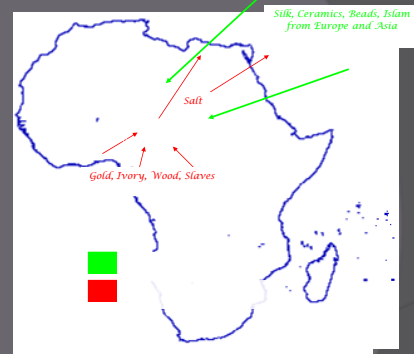 Silk, Ceramics, Beads, Islam
from Europe and Asia
Salt
Gold, Ivory, Wood, Slaves